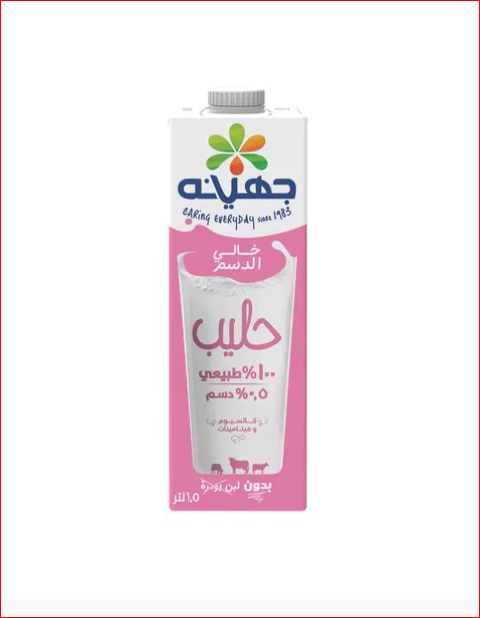 جهينه
CARING EVERYDAY SINCE 1983
خالي
الدسم
حليب
١٠٠% طبيعي
٠,٥% دسم
كالسيوم
و فيتامينات
بدون لبن بودرة
١,٥ لتر